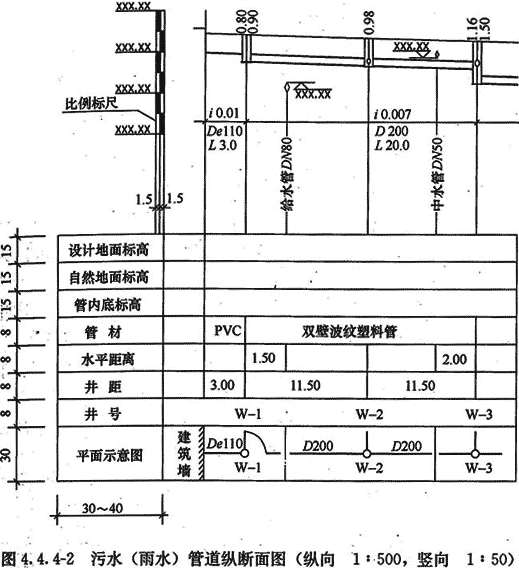 XXX.XX
XXX.XX
XXX.XX
XXX.XX
比例标尺
1.5 1.5
0.80
0.90
0.98
1.16
1.50
XXX.XX
XXX.XX
i 0.01
De110
L 3.0
给水管DN80
i 0.007
D 200
L 20.0
中水管DN50
15 设计地面标高
15 自然地面标高
15 管内底标高
8 管 材 PVC 双壁波纹塑料管
8 水平距离 1.50 2.00
8 井 距 3.00 11.50 11.50
8 井 号 W-1 W-2 W-3
30 平面示意图 建筑墙 De110 W-1 D200 W-2 D200 W-3
30~40
图4.4.4-2 污水(雨水)管道纵断面图(纵向 1:500,竖向 1:50)